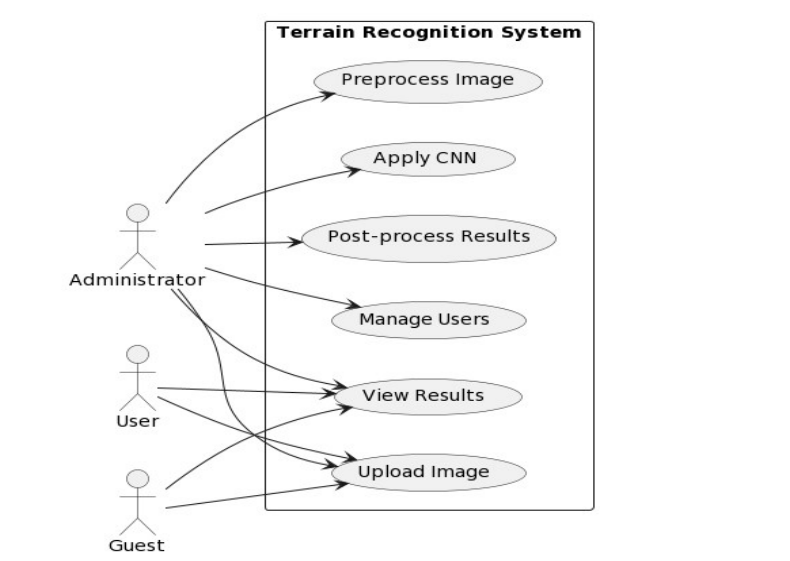 Terrain Recognition System
Preprocess Image
Apply CNN
Post-process Results
Administrator
Manage Users
View Results
User
Upload Image
Guest